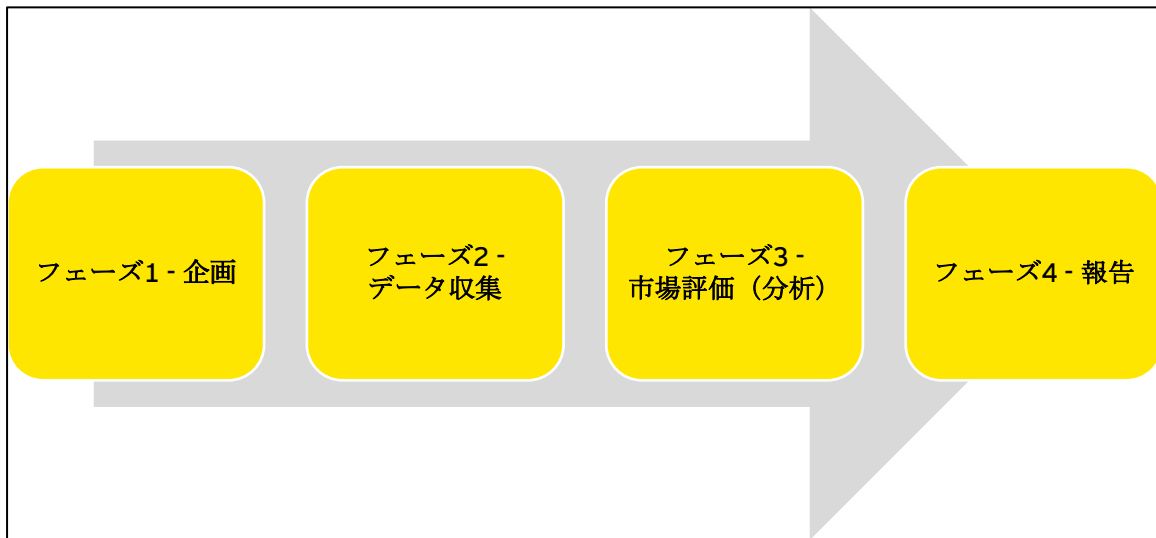 フェーズ1 - 企画
フェーズ2 -
データ収集
フェーズ3 -
市場評価（分析）
フェーズ4 - 報告